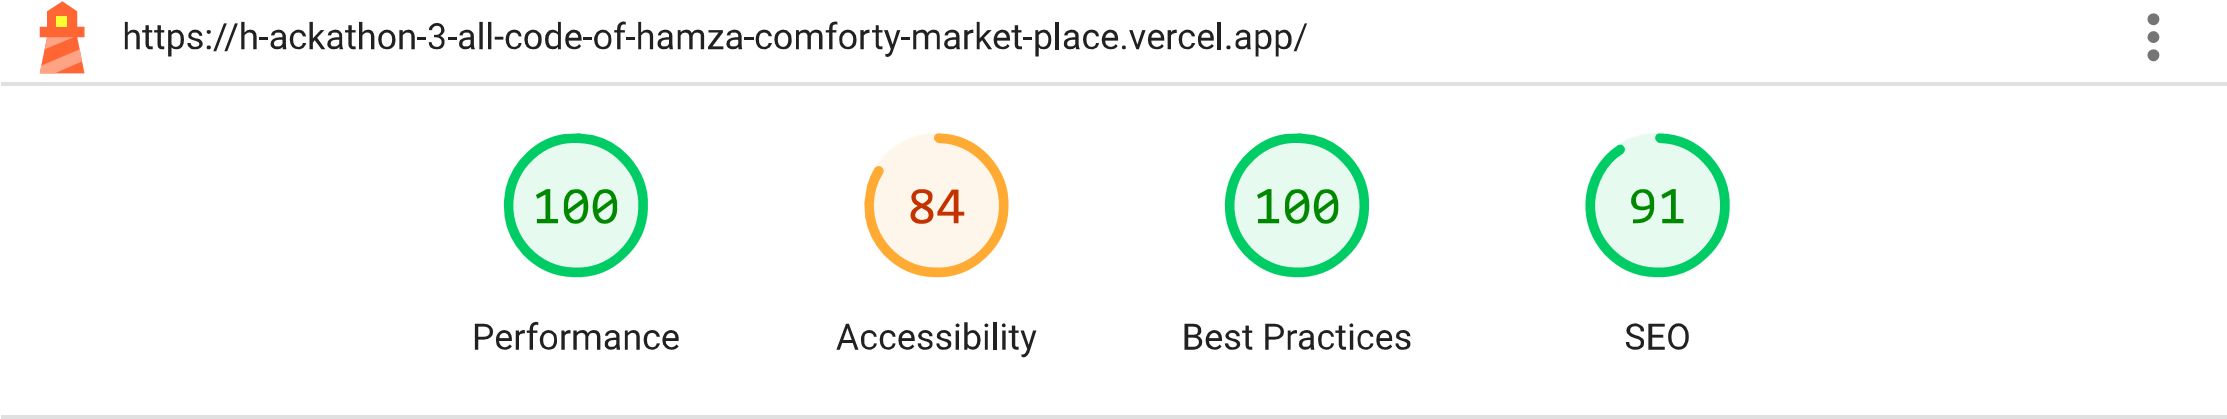 https://h-ackathon-3-all-code-of-hamza-comforty-market-place.vercel.app/
100 84 100 91
Performance Accessibility Best Practices SEO